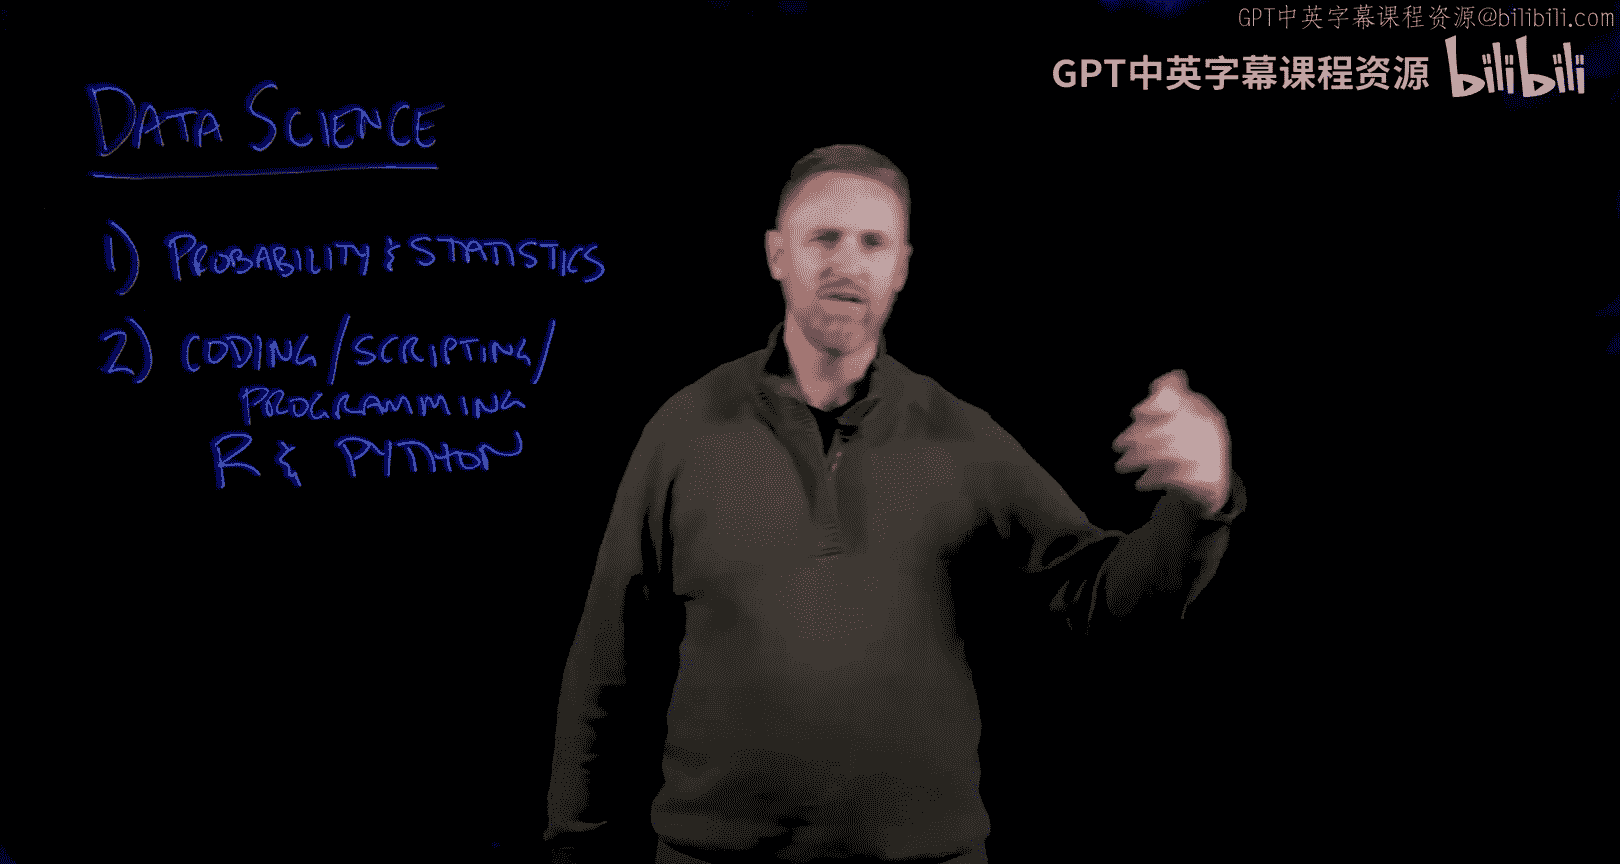 GPT中英字幕课程资源@bilibili.com
GPT中英字幕课程资源 bilibili
DATA SCIENCE
1) PROBABILITY & STATISTICS
2) CODING/SCRIPTING/
PROGRAMMING
R & PYTHON